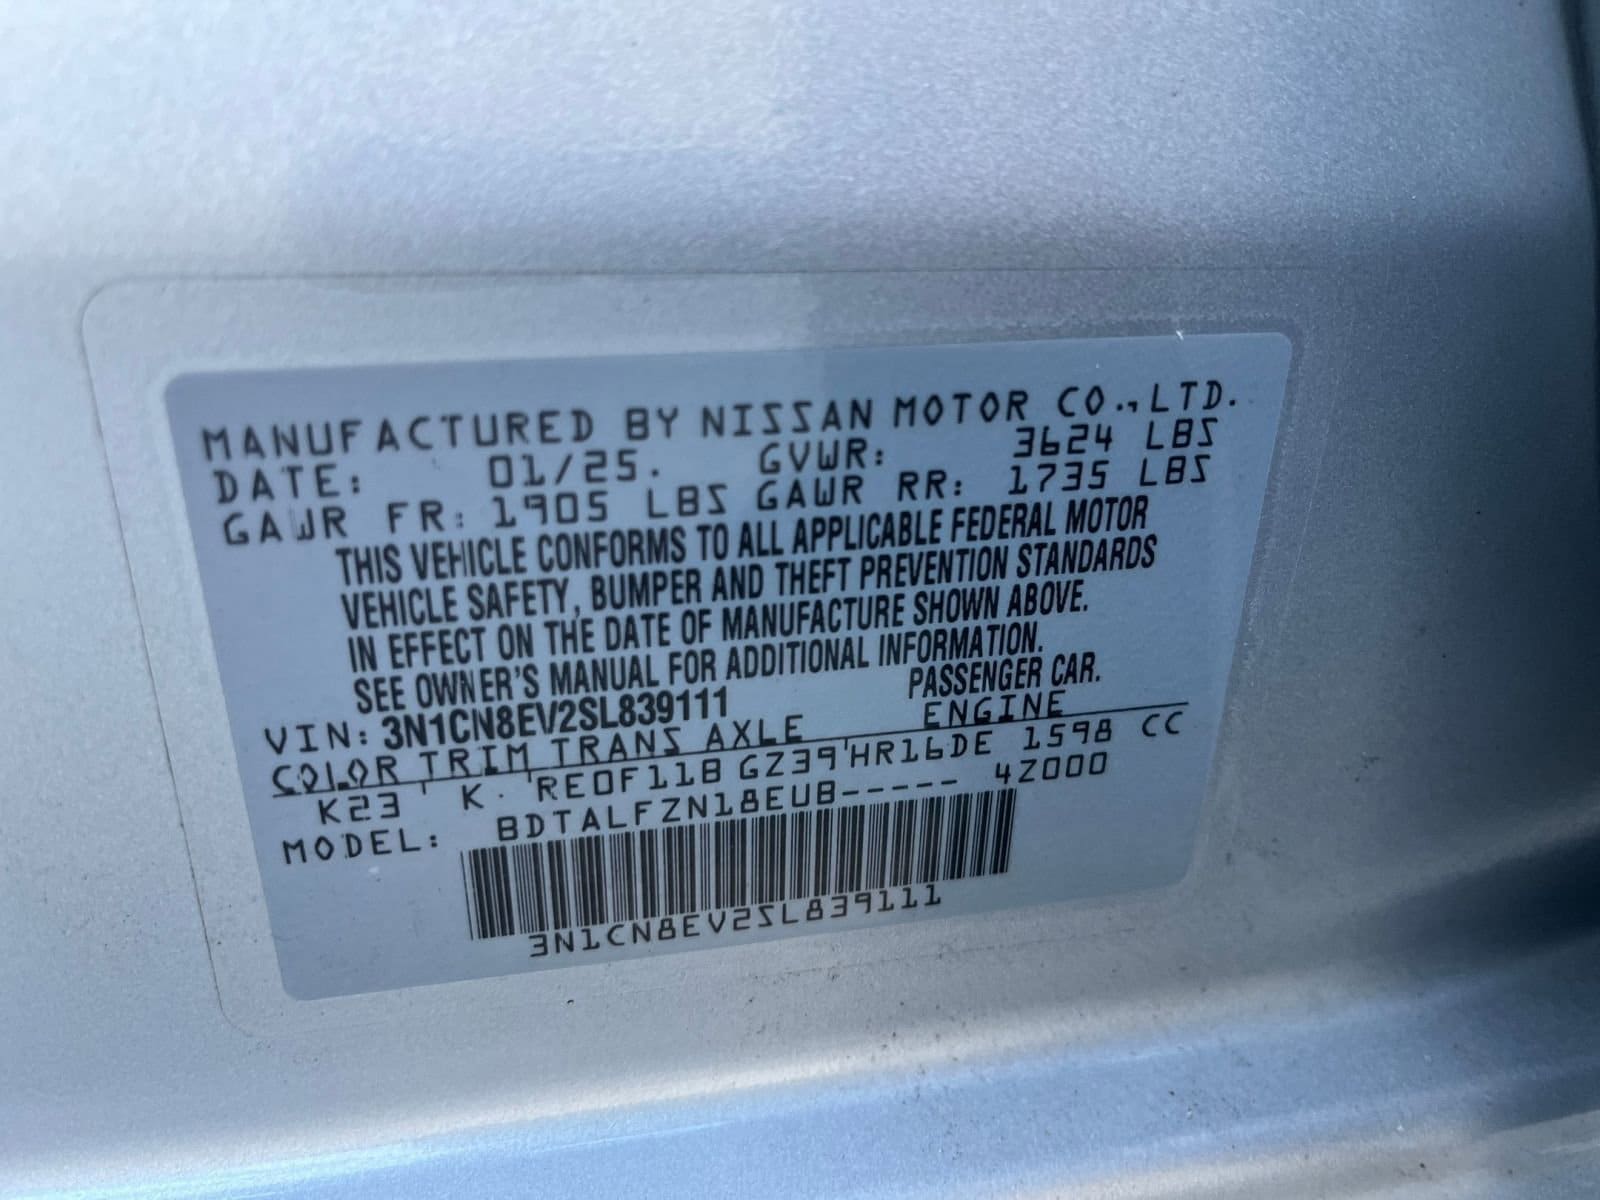 MANUFACTURED BY NISSAN MOTOR CO.,LTD.
DATE: 01/25. GVWR: 3624 LBS
GAWR FR: 1905 LBS GAWR RR: 1735 LBS
THIS VEHICLE CONFORMS TO ALL APPLICABLE FEDERAL MOTOR
VEHICLE SAFETY, BUMPER AND THEFT PREVENTION STANDARDS
IN EFFECT ON THE DATE OF MANUFACTURE SHOWN ABOVE.
SEE OWNER'S MANUAL FOR ADDITIONAL INFORMATION.
VIN: 3N1CN8EV2SL839111 PASSENGER CAR.
COLOR TRIM TRANS AXLE ENGINE
K23 K RE0F11B GZ39 HR16DE 1598 CC
MODEL: BDTALFZN18EUB----- 4Z000
3N1CN8EV2SL839111